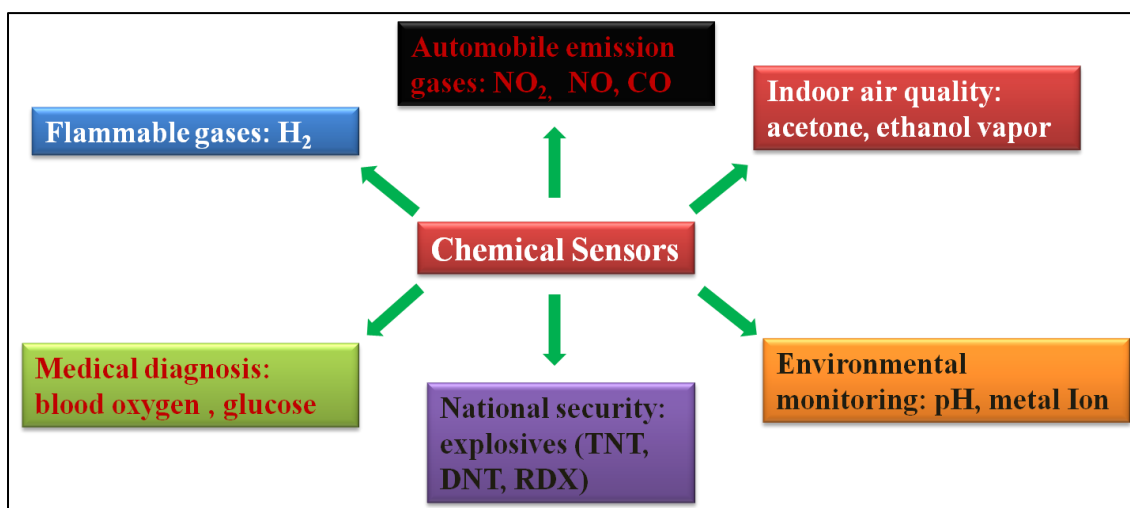 Automobile emission
gases: NO₂,  NO, CO
Flammable gases: H₂
Indoor air quality:
acetone, ethanol vapor
Chemical Sensors
Medical diagnosis:
blood oxygen , glucose
National security:
explosives (TNT,
DNT, RDX)
Environmental
monitoring: pH, metal Ion